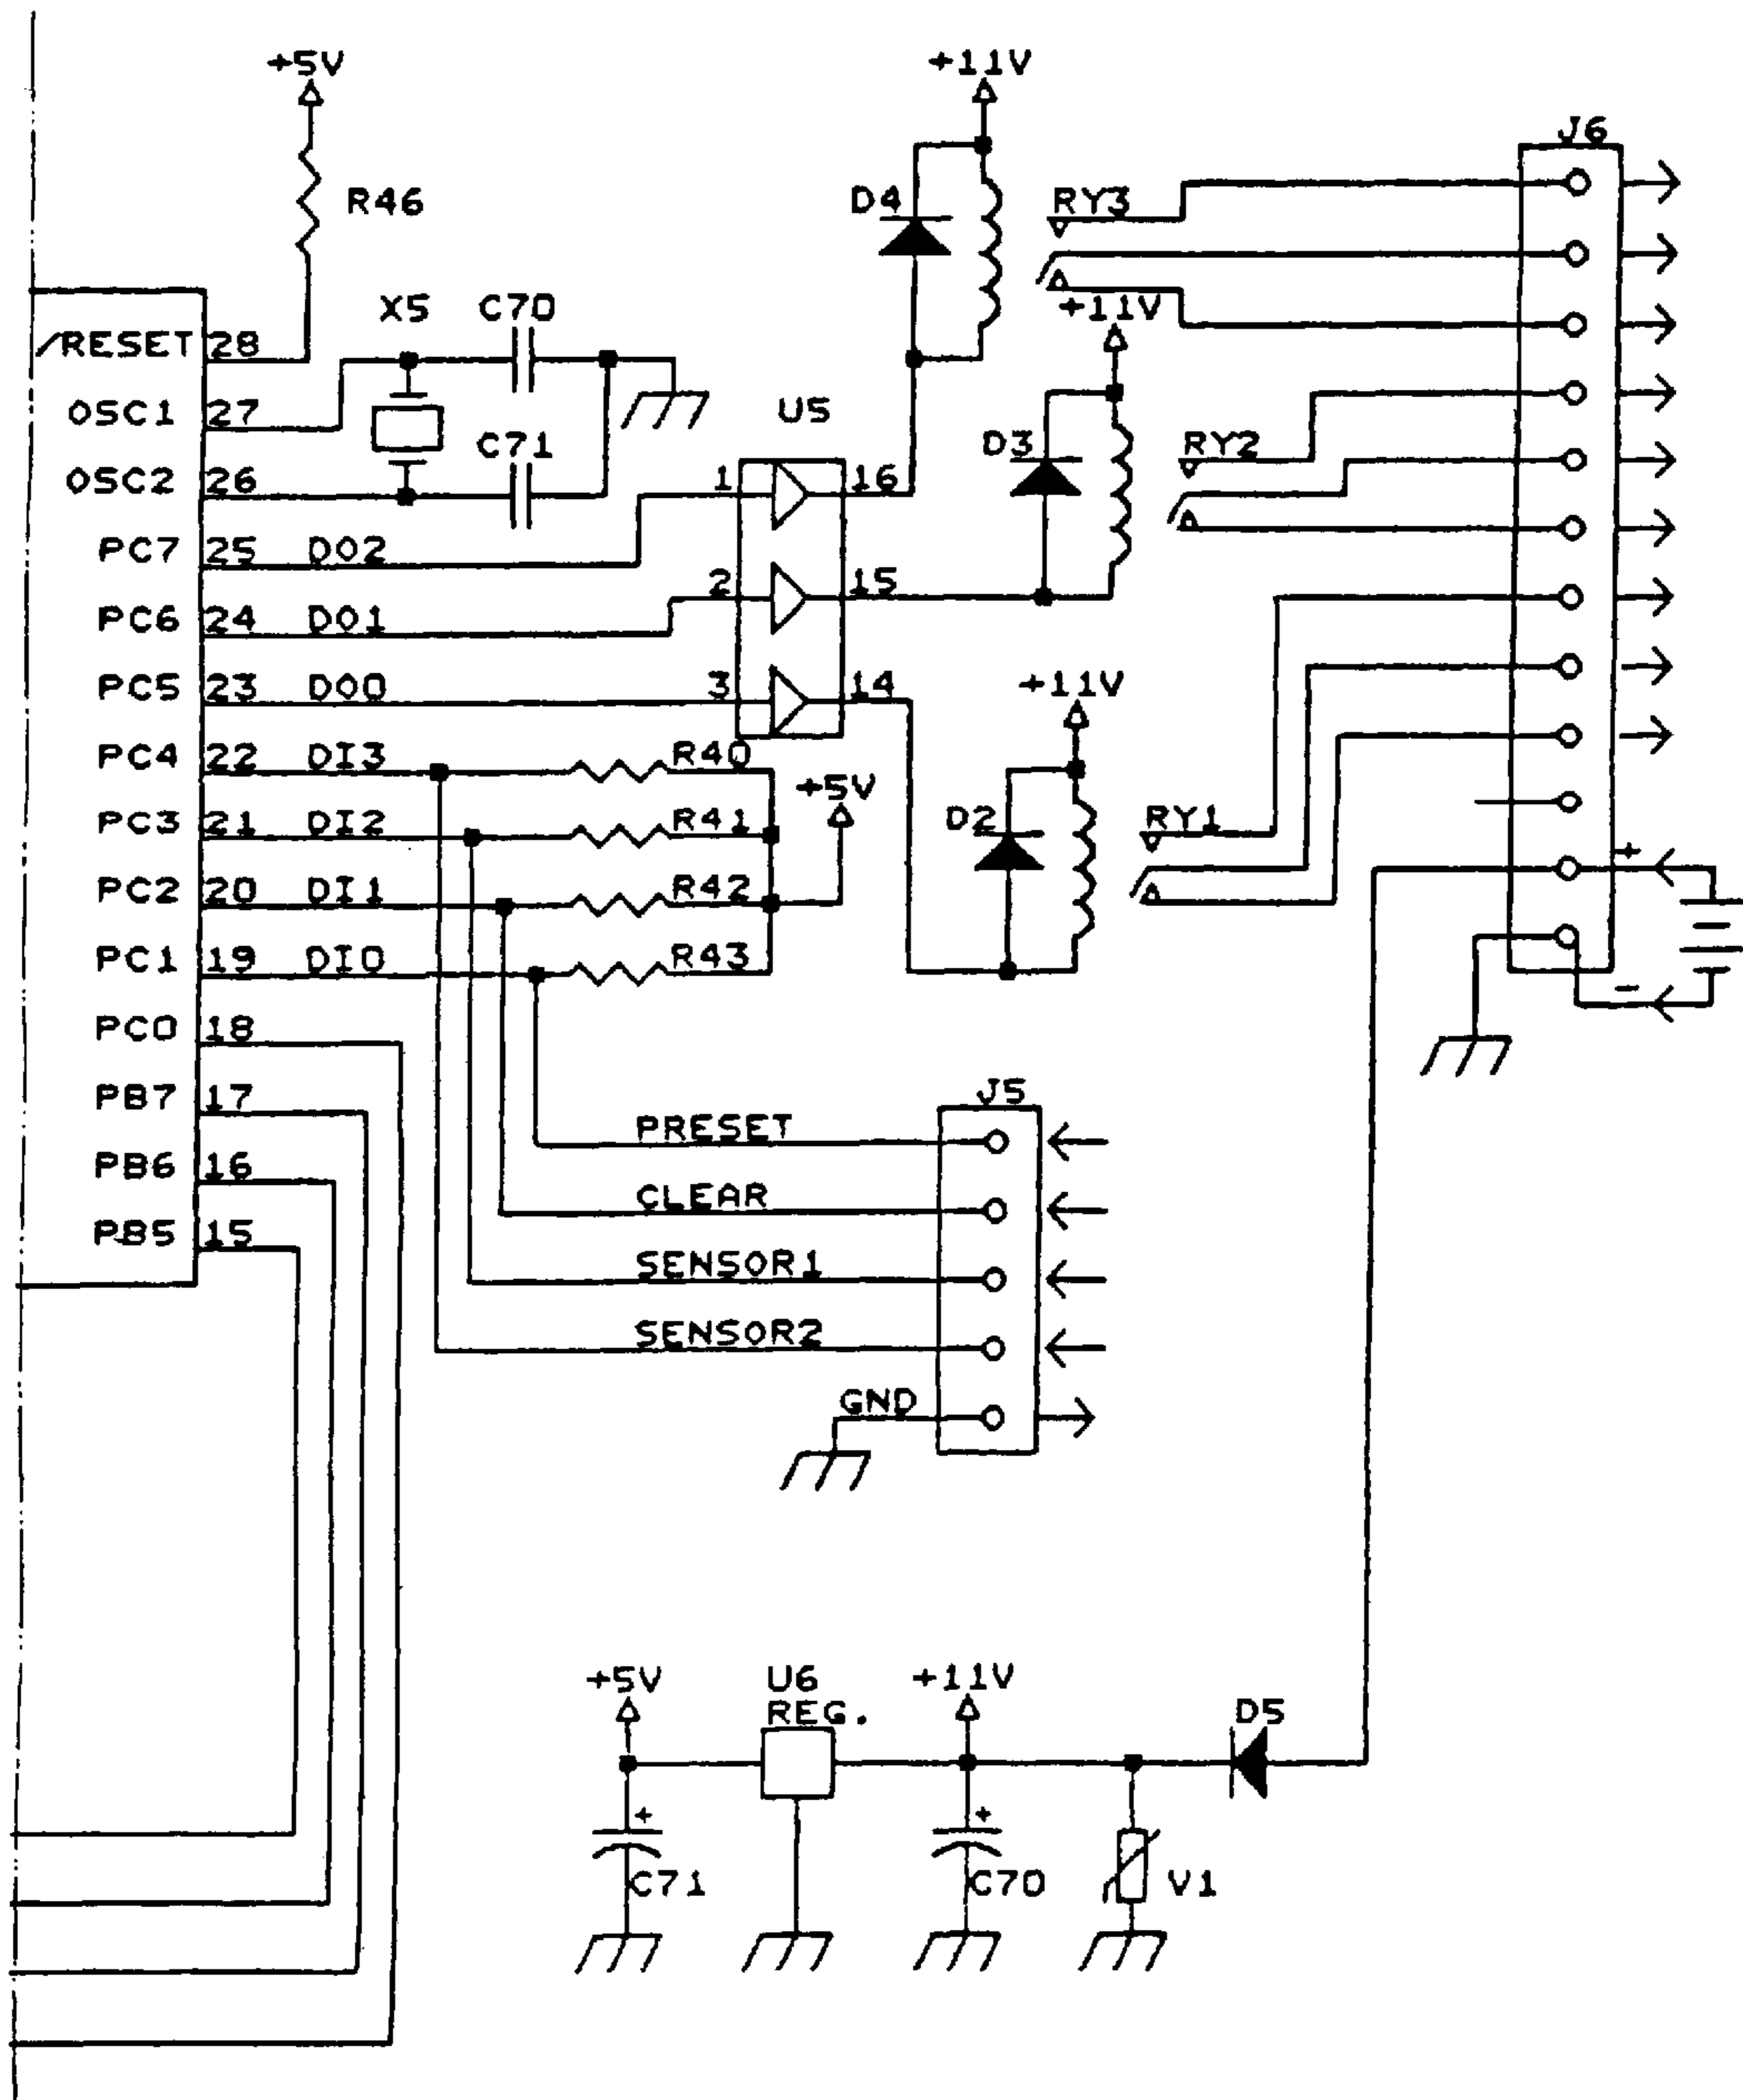 +5V
+11V
J6
R46
D4
RY3
X5
C70
+11V
/RESET 28
OSC1 27
U5
C71
D3
RY2
OSC2 26
1
16
PC7 25 DO2
2
15
PC6 24 DO1
PC5 23 DO0
3
14
+11V
PC4 22 DI3
R40
+5V
PC3 21 DI2
R41
D2
RY1
+
PC2 20 DI1
R42
PC1 19 DI0
R43
-
PC0 18
PB7 17
J5
PRESET
PB6 16
CLEAR
PB5 15
SENSOR1
SENSOR2
GND
+5V
U6
REG.
+11V
D5
+
+
C71
C70
V1